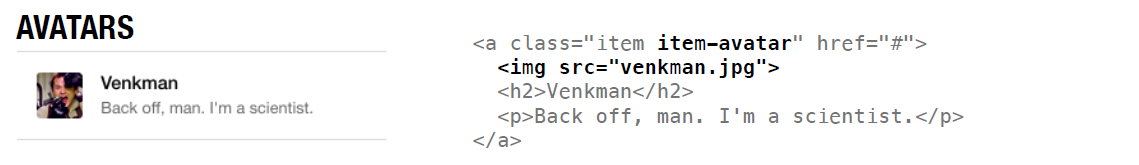 AVATARS
Venkman
Back off, man. I'm a scientist.
<a class="item item-avatar" href="#">
<img src="venkman.jpg">
<h2>Venkman</h2>
<p>Back off, man. I'm a scientist.</p>
</a>